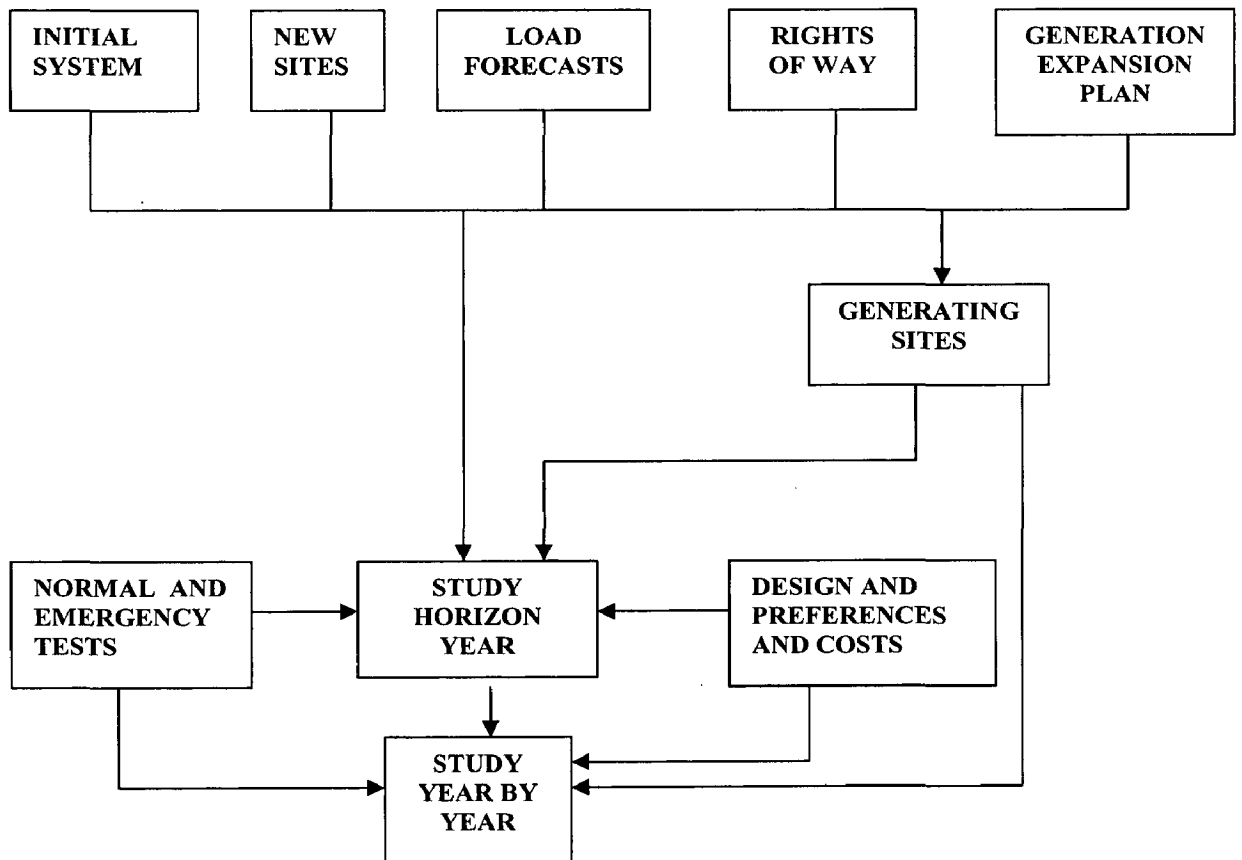 INITIAL
SYSTEM
NEW
SITES
LOAD
FORECASTS
RIGHTS
OF WAY
GENERATION
EXPANSION
PLAN
GENERATING
SITES
NORMAL AND
EMERGENCY
TESTS
STUDY
HORIZON
YEAR
DESIGN AND
PREFERENCES
AND COSTS
STUDY
YEAR BY
YEAR